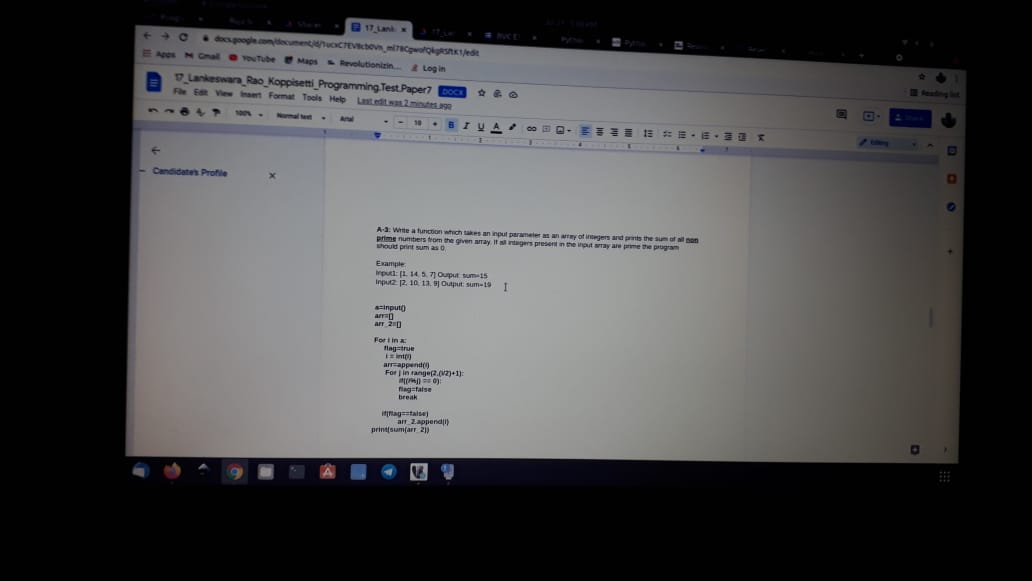 17_Lank
docs.google.com/document/d/1ucxC7EV8cb0Vn_ml78CgwofQkgRSftK1/edit
Apps Gmail YouTube Maps Revolutionizin... Log in
Reading list
17_Lankeswara_Rao_Koppisetti_Programming.Test.Paper7 DOCX
File Edit View Insert Format Tools Help Last edit was 2 minutes ago
Share
100% Normal text Arial 10 B I U A
Editing
Candidate's Profile
A-3: Write a function which takes an input parameter as an array of integers and prints the sum of all non
prime numbers from the given array. If all integers present in the input array are prime the program
should print sum as 0.
Example:
Input1: [1, 14, 5, 7] Output: sum=15
Input2: [2, 10, 13, 9] Output: sum=19
a=input()
arr=[]
arr_2=[]
For i in a:
flag=true
i = int(i)
arr=append(i)
For j in range(2,(i/2)+1):
if((i%j) == 0):
flag=false
break
if(flag==false)
arr_2.append(i)
print(sum(arr_2))